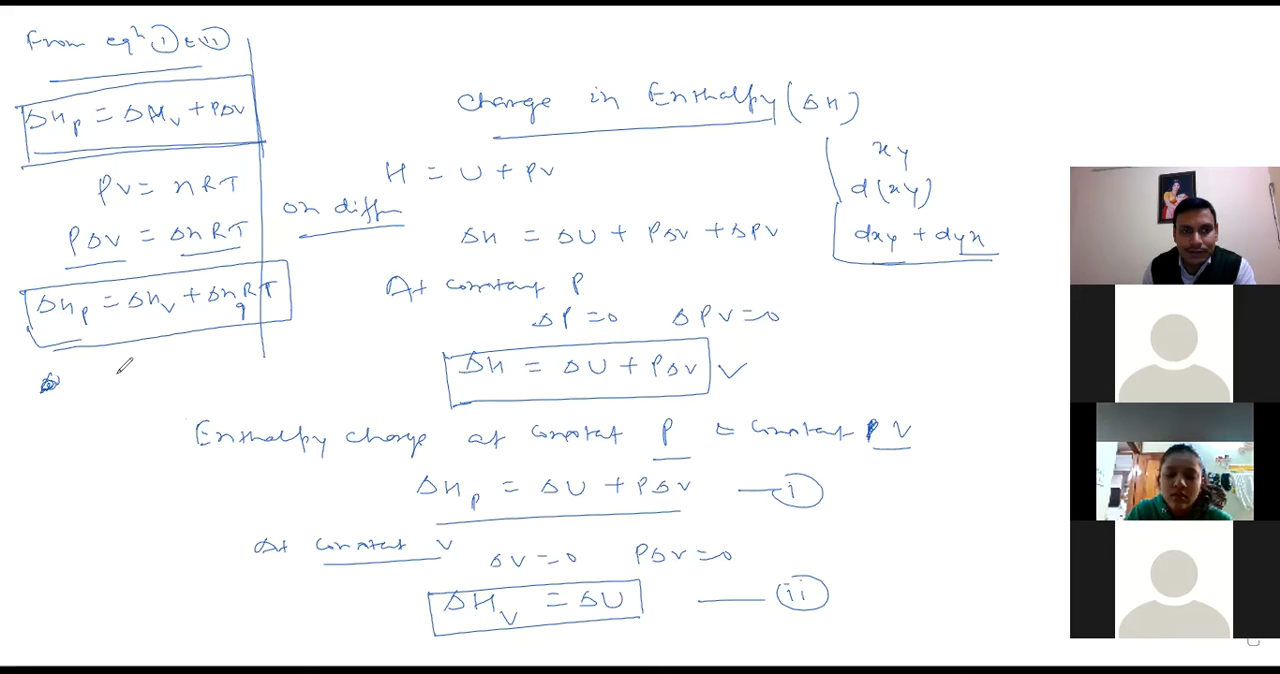 From eqn (i) & (ii)
ΔHp = ΔHv + PΔV
PV = nRT
PΔV = ΔnRT
ΔHp = ΔHv + ΔngRT
Change in Enthalpy (ΔH)
H = U + PV
on diffn
ΔH = ΔU + PΔV + ΔPV
At constant P
ΔP = 0 ΔPV = 0
ΔH = ΔU + PΔV
xy
d(xy)
dxy + dyx
Enthalpy change at constant P & constant V
ΔHp = ΔU + PΔV — (i)
At constant V ΔV = 0 PΔV = 0
ΔHV = ΔU — (ii)